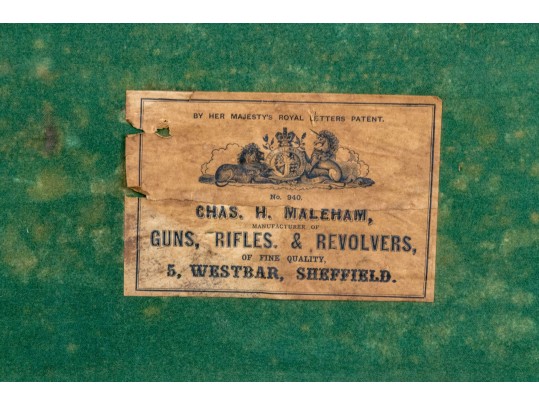 BY HER MAJESTY'S ROYAL LETTERS PATENT.
No. 940.
CHAS. H. MALEHAM,
MANUFACTURER OF
GUNS, RIFLES. & REVOLVERS,
OF FINE QUALITY,
5, WESTBAR, SHEFFIELD.